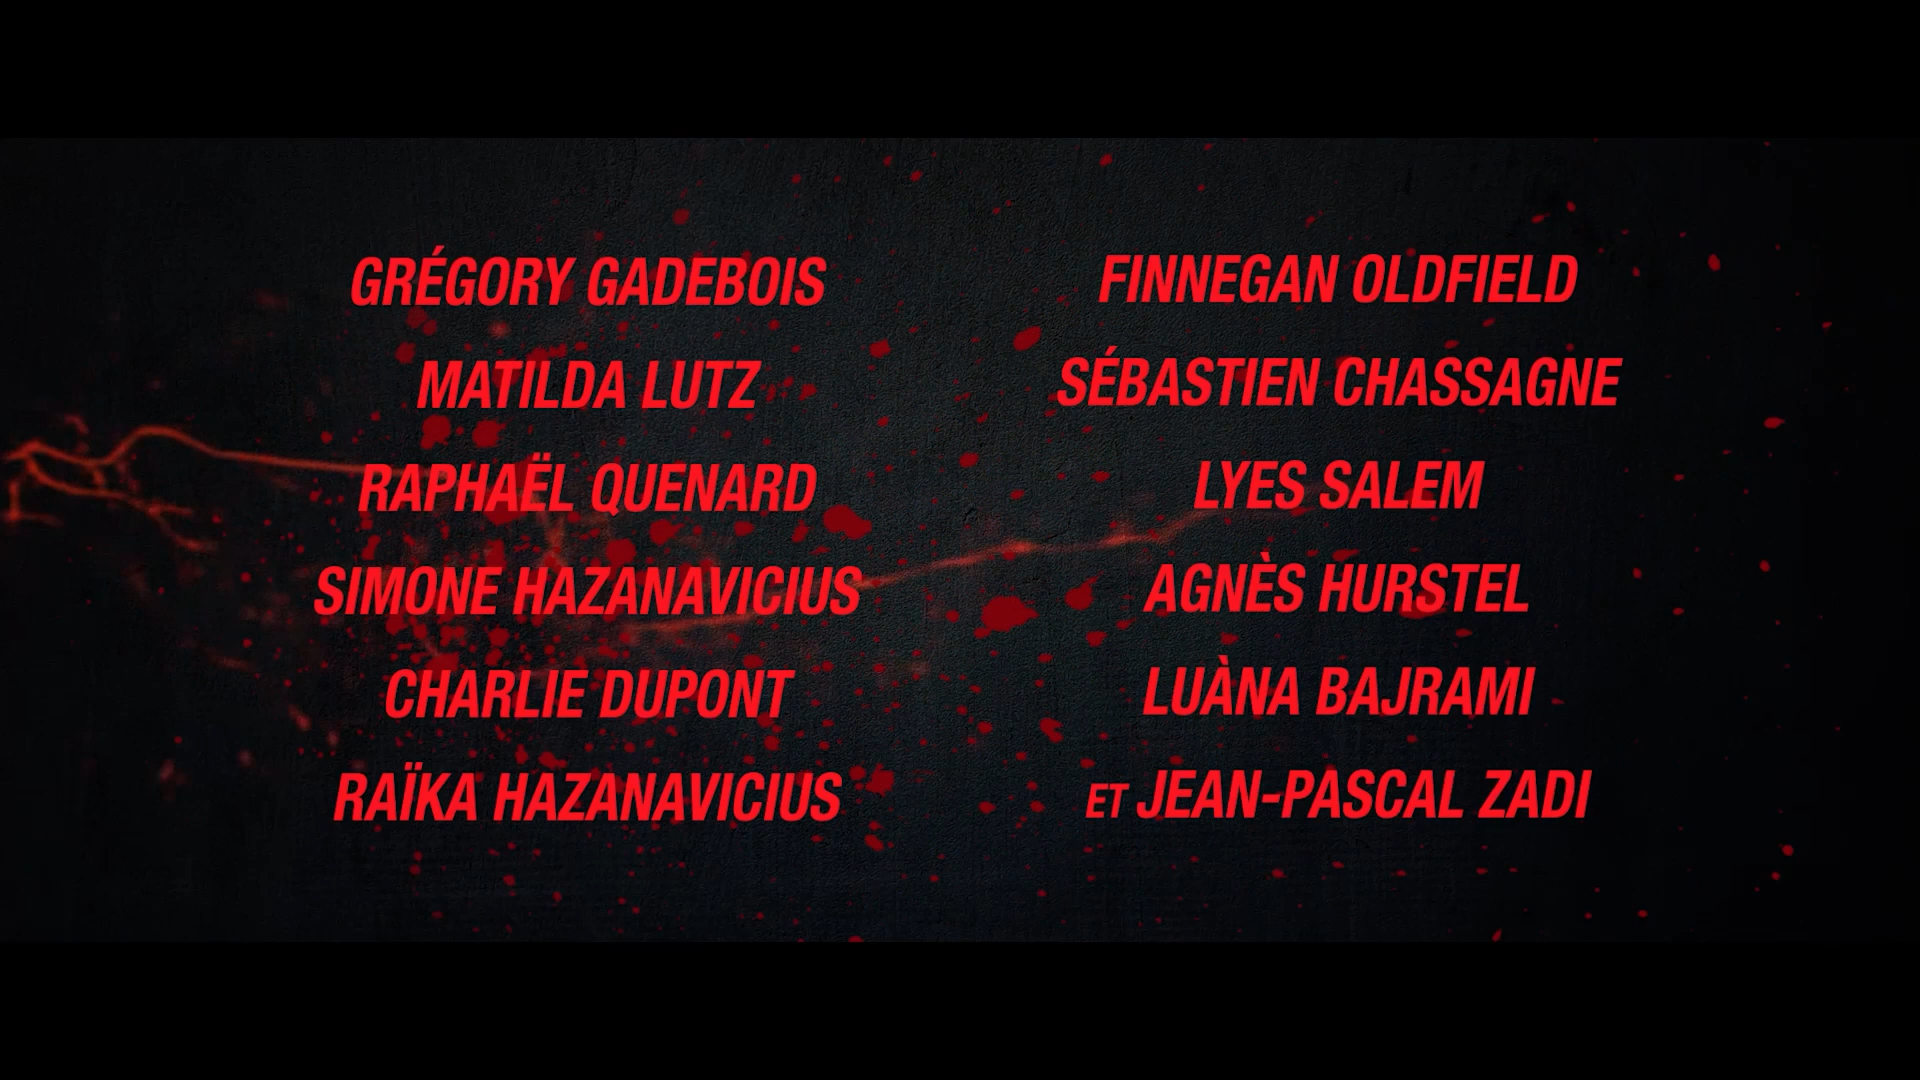 GRÉGORY GADEBOIS
MATILDA LUTZ
RAPHAËL QUENARD
SIMONE HAZANAVICIUS
CHARLIE DUPONT
RAÏKA HAZANAVICIUS
FINNEGAN OLDFIELD
SÉBASTIEN CHASSAGNE
LYES SALEM
AGNÈS HURSTEL
LUÀNA BAJRAMI
ET JEAN-PASCAL ZADI